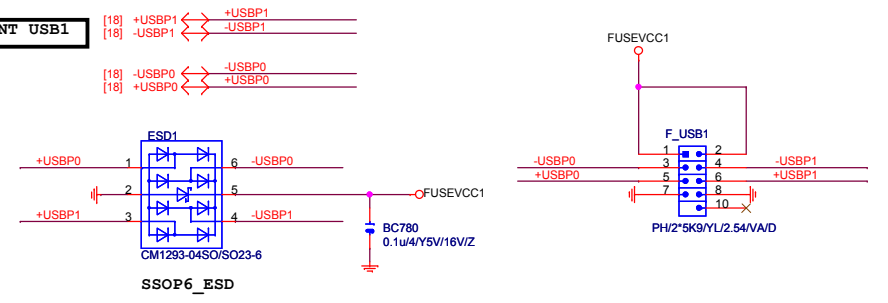 NT USB1
[18] +USBP1 +USBP1
[18] -USBP1 -USBP1
[18] -USBP0 -USBP0
[18] +USBP0 +USBP0
ESD1
+USBP0 1 6 -USBP0
2 5 FUSEVCC1
+USBP1 3 4 -USBP1
CM1293-04SO/SO23-6
SSOP6_ESD
BC780
0.1u/4/Y5V/16V/Z
FUSEVCC1
F_USB1
1 2
-USBP0 3 4 -USBP1
+USBP0 5 6 +USBP1
7 8
10
PH/2*5K9/YL/2.54/VA/D